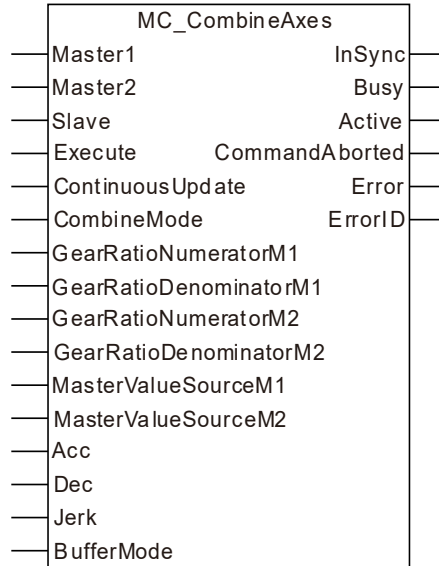 MC_CombineAxes
Master1 InSync
Master2 Busy
Slave Active
Execute CommandAborted
ContinuousUpdate Error
CombineMode ErrorID
GearRatioNumeratorM1
GearRatioDenominatorM1
GearRatioNumeratorM2
GearRatioDenominatorM2
MasterValueSourceM1
MasterValueSourceM2
Acc
Dec
Jerk
BufferMode